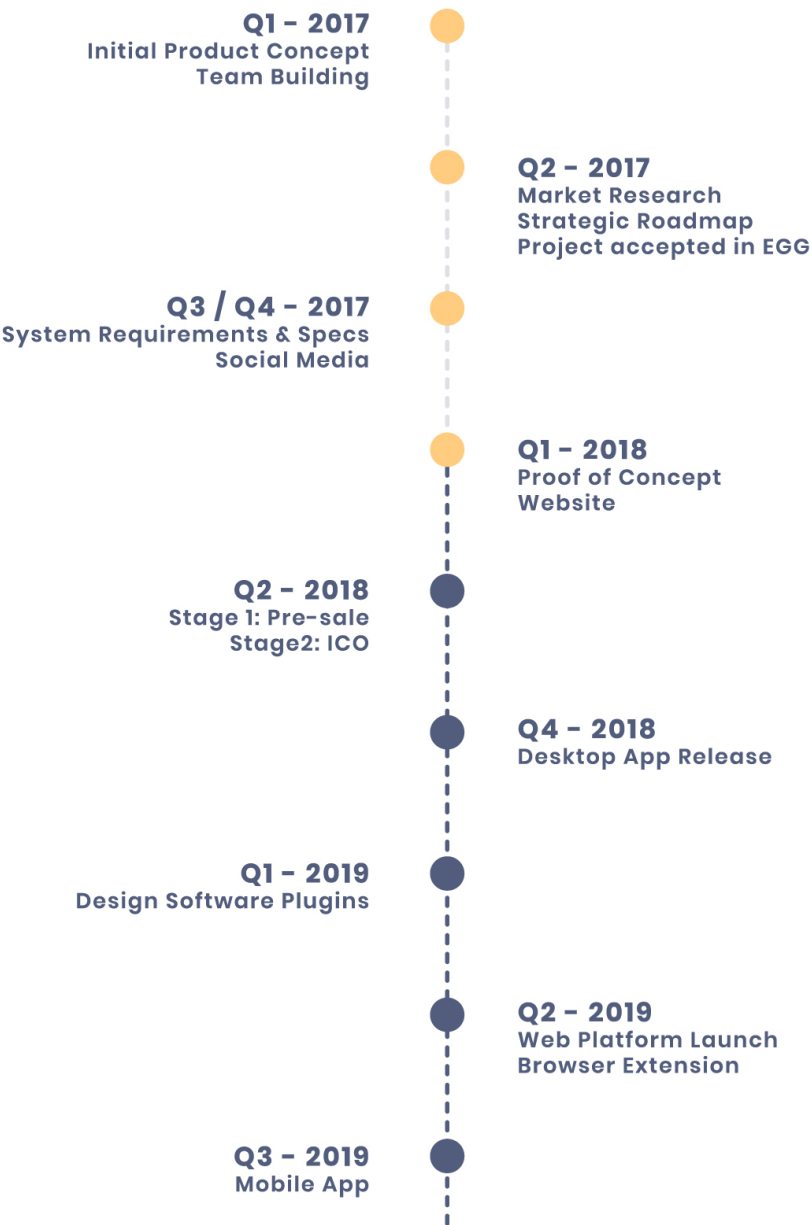 Q1 - 2017
Initial Product Concept
Team Building
Q2 - 2017
Market Research
Strategic Roadmap
Project accepted in EGG
Q3 / Q4 - 2017
System Requirements & Specs
Social Media
Q1 - 2018
Proof of Concept
Website
Q2 - 2018
Stage 1: Pre-sale
Stage2: ICO
Q4 - 2018
Desktop App Release
Q1 - 2019
Design Software Plugins
Q2 - 2019
Web Platform Launch
Browser Extension
Q3 - 2019
Mobile App